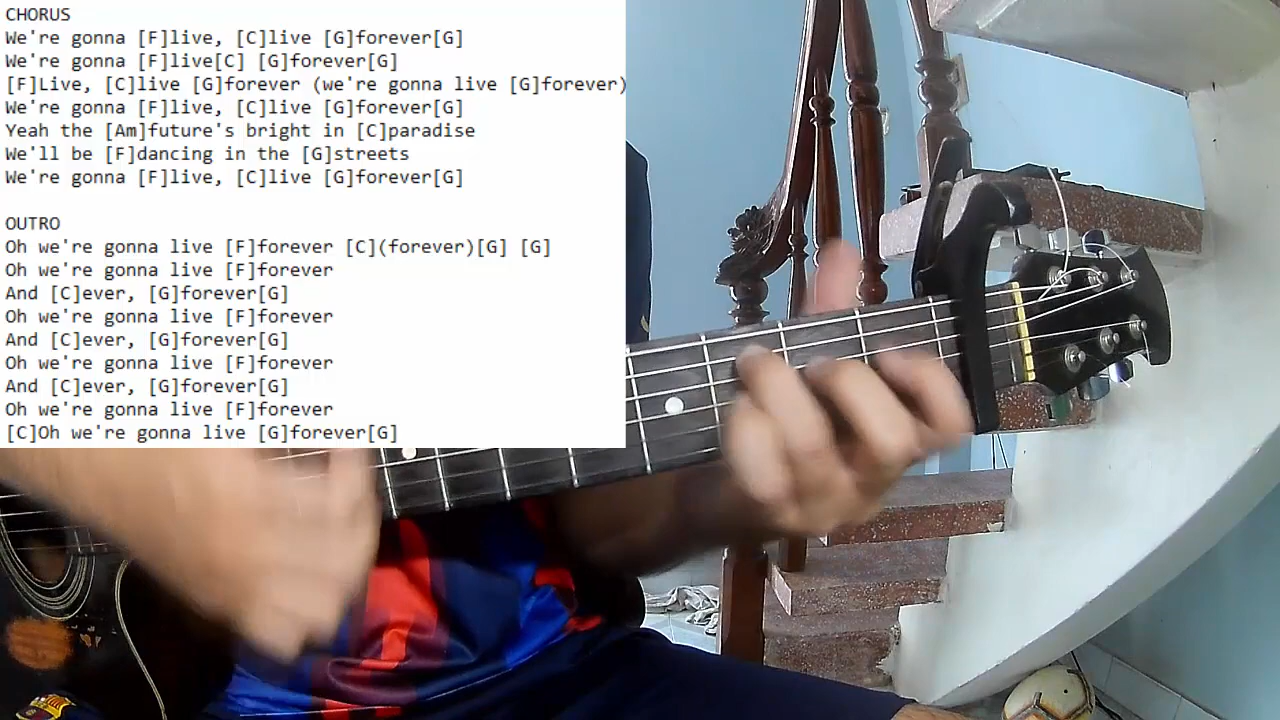 CHORUS
We're gonna [F]live, [C]live [G]forever[G]
We're gonna [F]live[C] [G]forever[G]
[F]Live, [C]live [G]forever (we're gonna live [G]forever)
We're gonna [F]live, [C]live [G]forever[G]
Yeah the [Am]future's bright in [C]paradise
We'll be [F]dancing in the [G]streets
We're gonna [F]live, [C]live [G]forever[G]
OUTRO
Oh we're gonna live [F]forever [C](forever)[G] [G]
Oh we're gonna live [F]forever
And [C]ever, [G]forever[G]
Oh we're gonna live [F]forever
And [C]ever, [G]forever[G]
Oh we're gonna live [F]forever
And [C]ever, [G]forever[G]
Oh we're gonna live [F]forever
[C]Oh we're gonna live [G]forever[G]